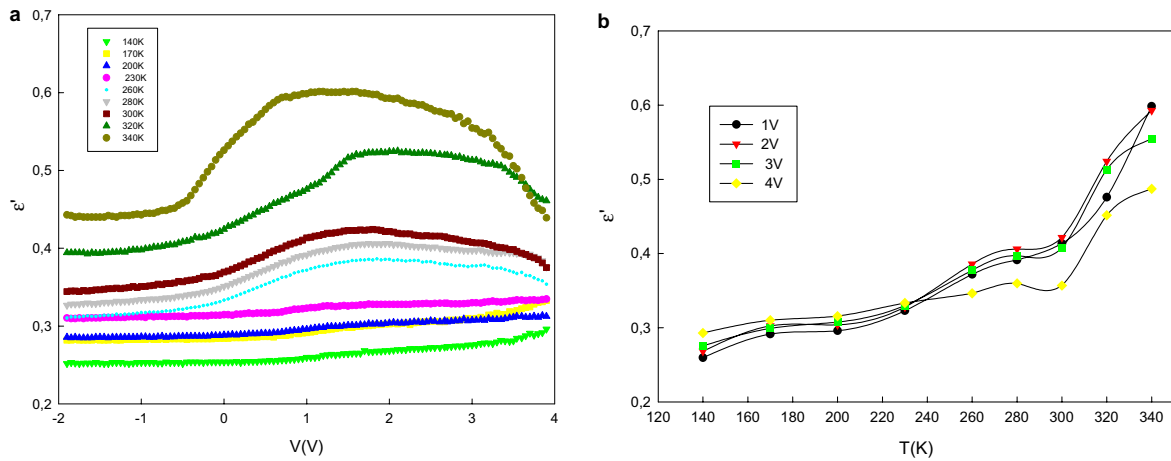 a
0,7
0,6
0,5
0,4
0,3
0,2
ε'
140K
170K
200K
230K
260K
280K
300K
320K
340K
-2 -1 0 1 2 3 4
V(V)
b
0,7
0,6
0,5
0,4
0,3
0,2
ε'
1V
2V
3V
4V
120 140 160 180 200 220 240 260 280 300 320 340
T(K)